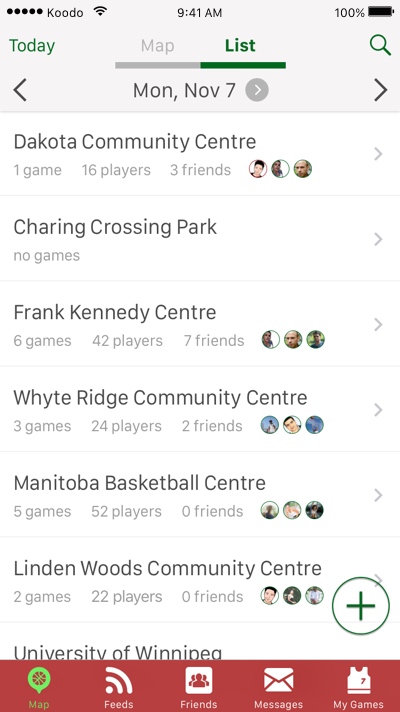 Koodo 9:41 AM 100%
Today Map List
Mon, Nov 7
Dakota Community Centre
1 game 16 players 3 friends
Charing Crossing Park
no games
Frank Kennedy Centre
6 games 42 players 7 friends
Whyte Ridge Community Centre
3 games 24 players 2 friends
Manitoba Basketball Centre
5 games 52 players 0 friends
Linden Woods Community Centre
2 games 22 players 0 friends
University of Winnipeg
7
Map Feeds Friends Messages My Games